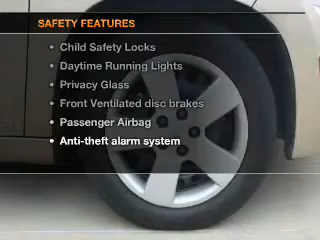 SAFETY FEATURES
• Child Safety Locks
• Daytime Running Lights
• Privacy Glass
• Front Ventilated disc brakes
• Passenger Airbag
• Anti-theft alarm system